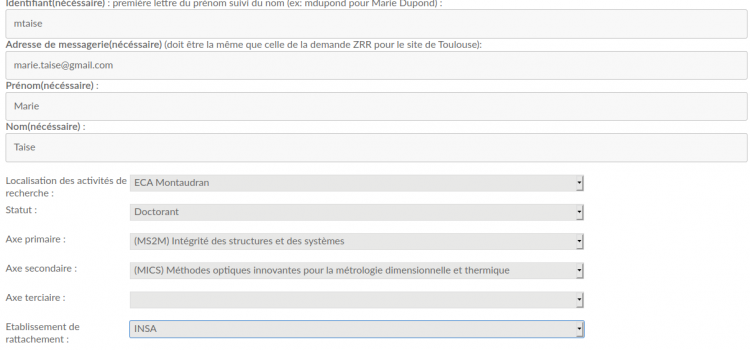 Identifiant(nécéssaire) : première lettre du prénom suivi du nom (ex: mdupond pour Marie Dupond) :
mtaise
Adresse de messagerie(nécéssaire) (doit être la même que celle de la demande ZRR pour le site de Toulouse):
marie.taise@gmail.com
Prénom(nécéssaire) :
Marie
Nom(nécéssaire) :
Taise
Localisation des activités de recherche : ECA Montaudran
Statut : Doctorant
Axe primaire : (MS2M) Intégrité des structures et des systèmes
Axe secondaire : (MICS) Méthodes optiques innovantes pour la métrologie dimensionnelle et thermique
Axe terciaire :
Etablissement de rattachement : INSA